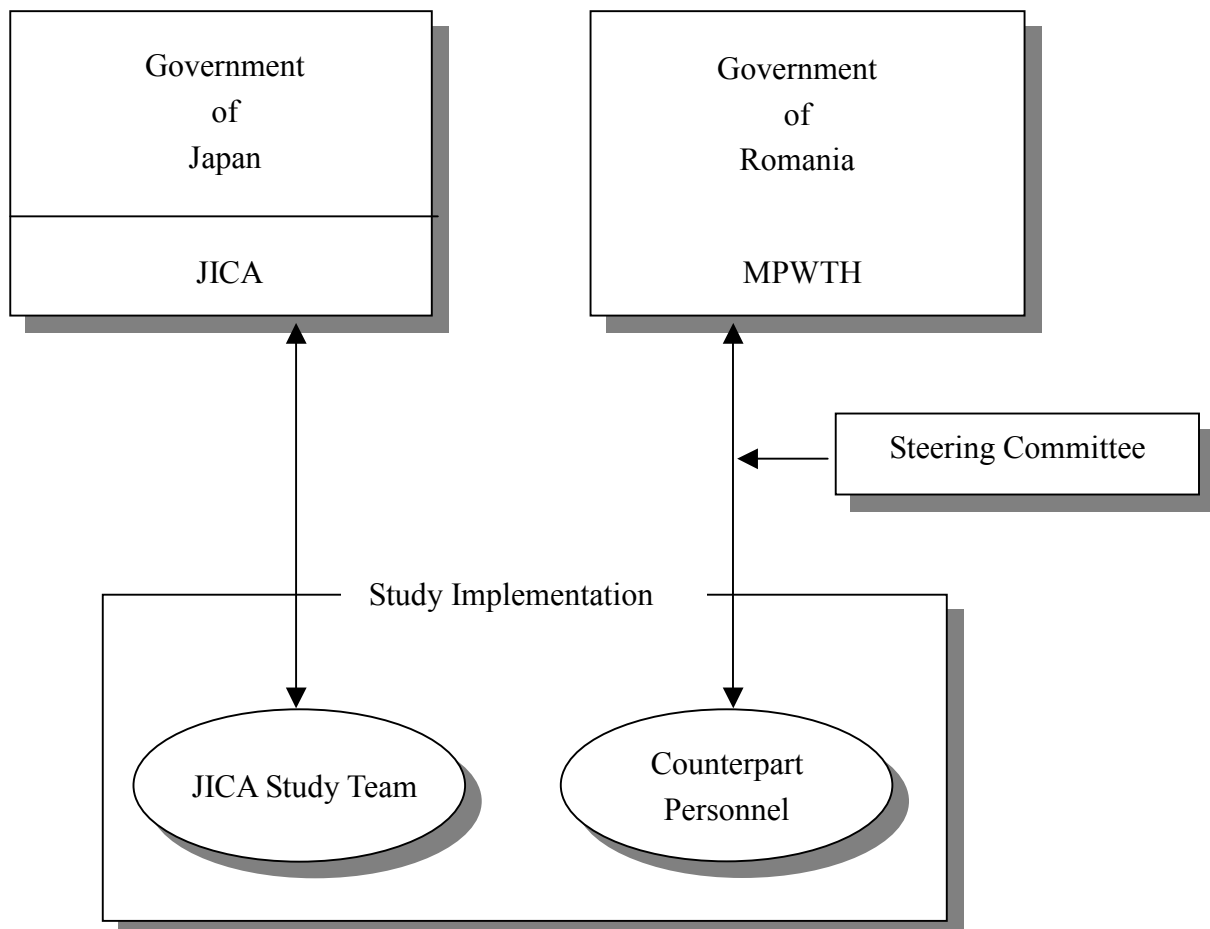 Government
of
Japan
JICA
Government
of
Romania
MPWTH
Steering Committee
Study Implementation
JICA Study Team
Counterpart
Personnel